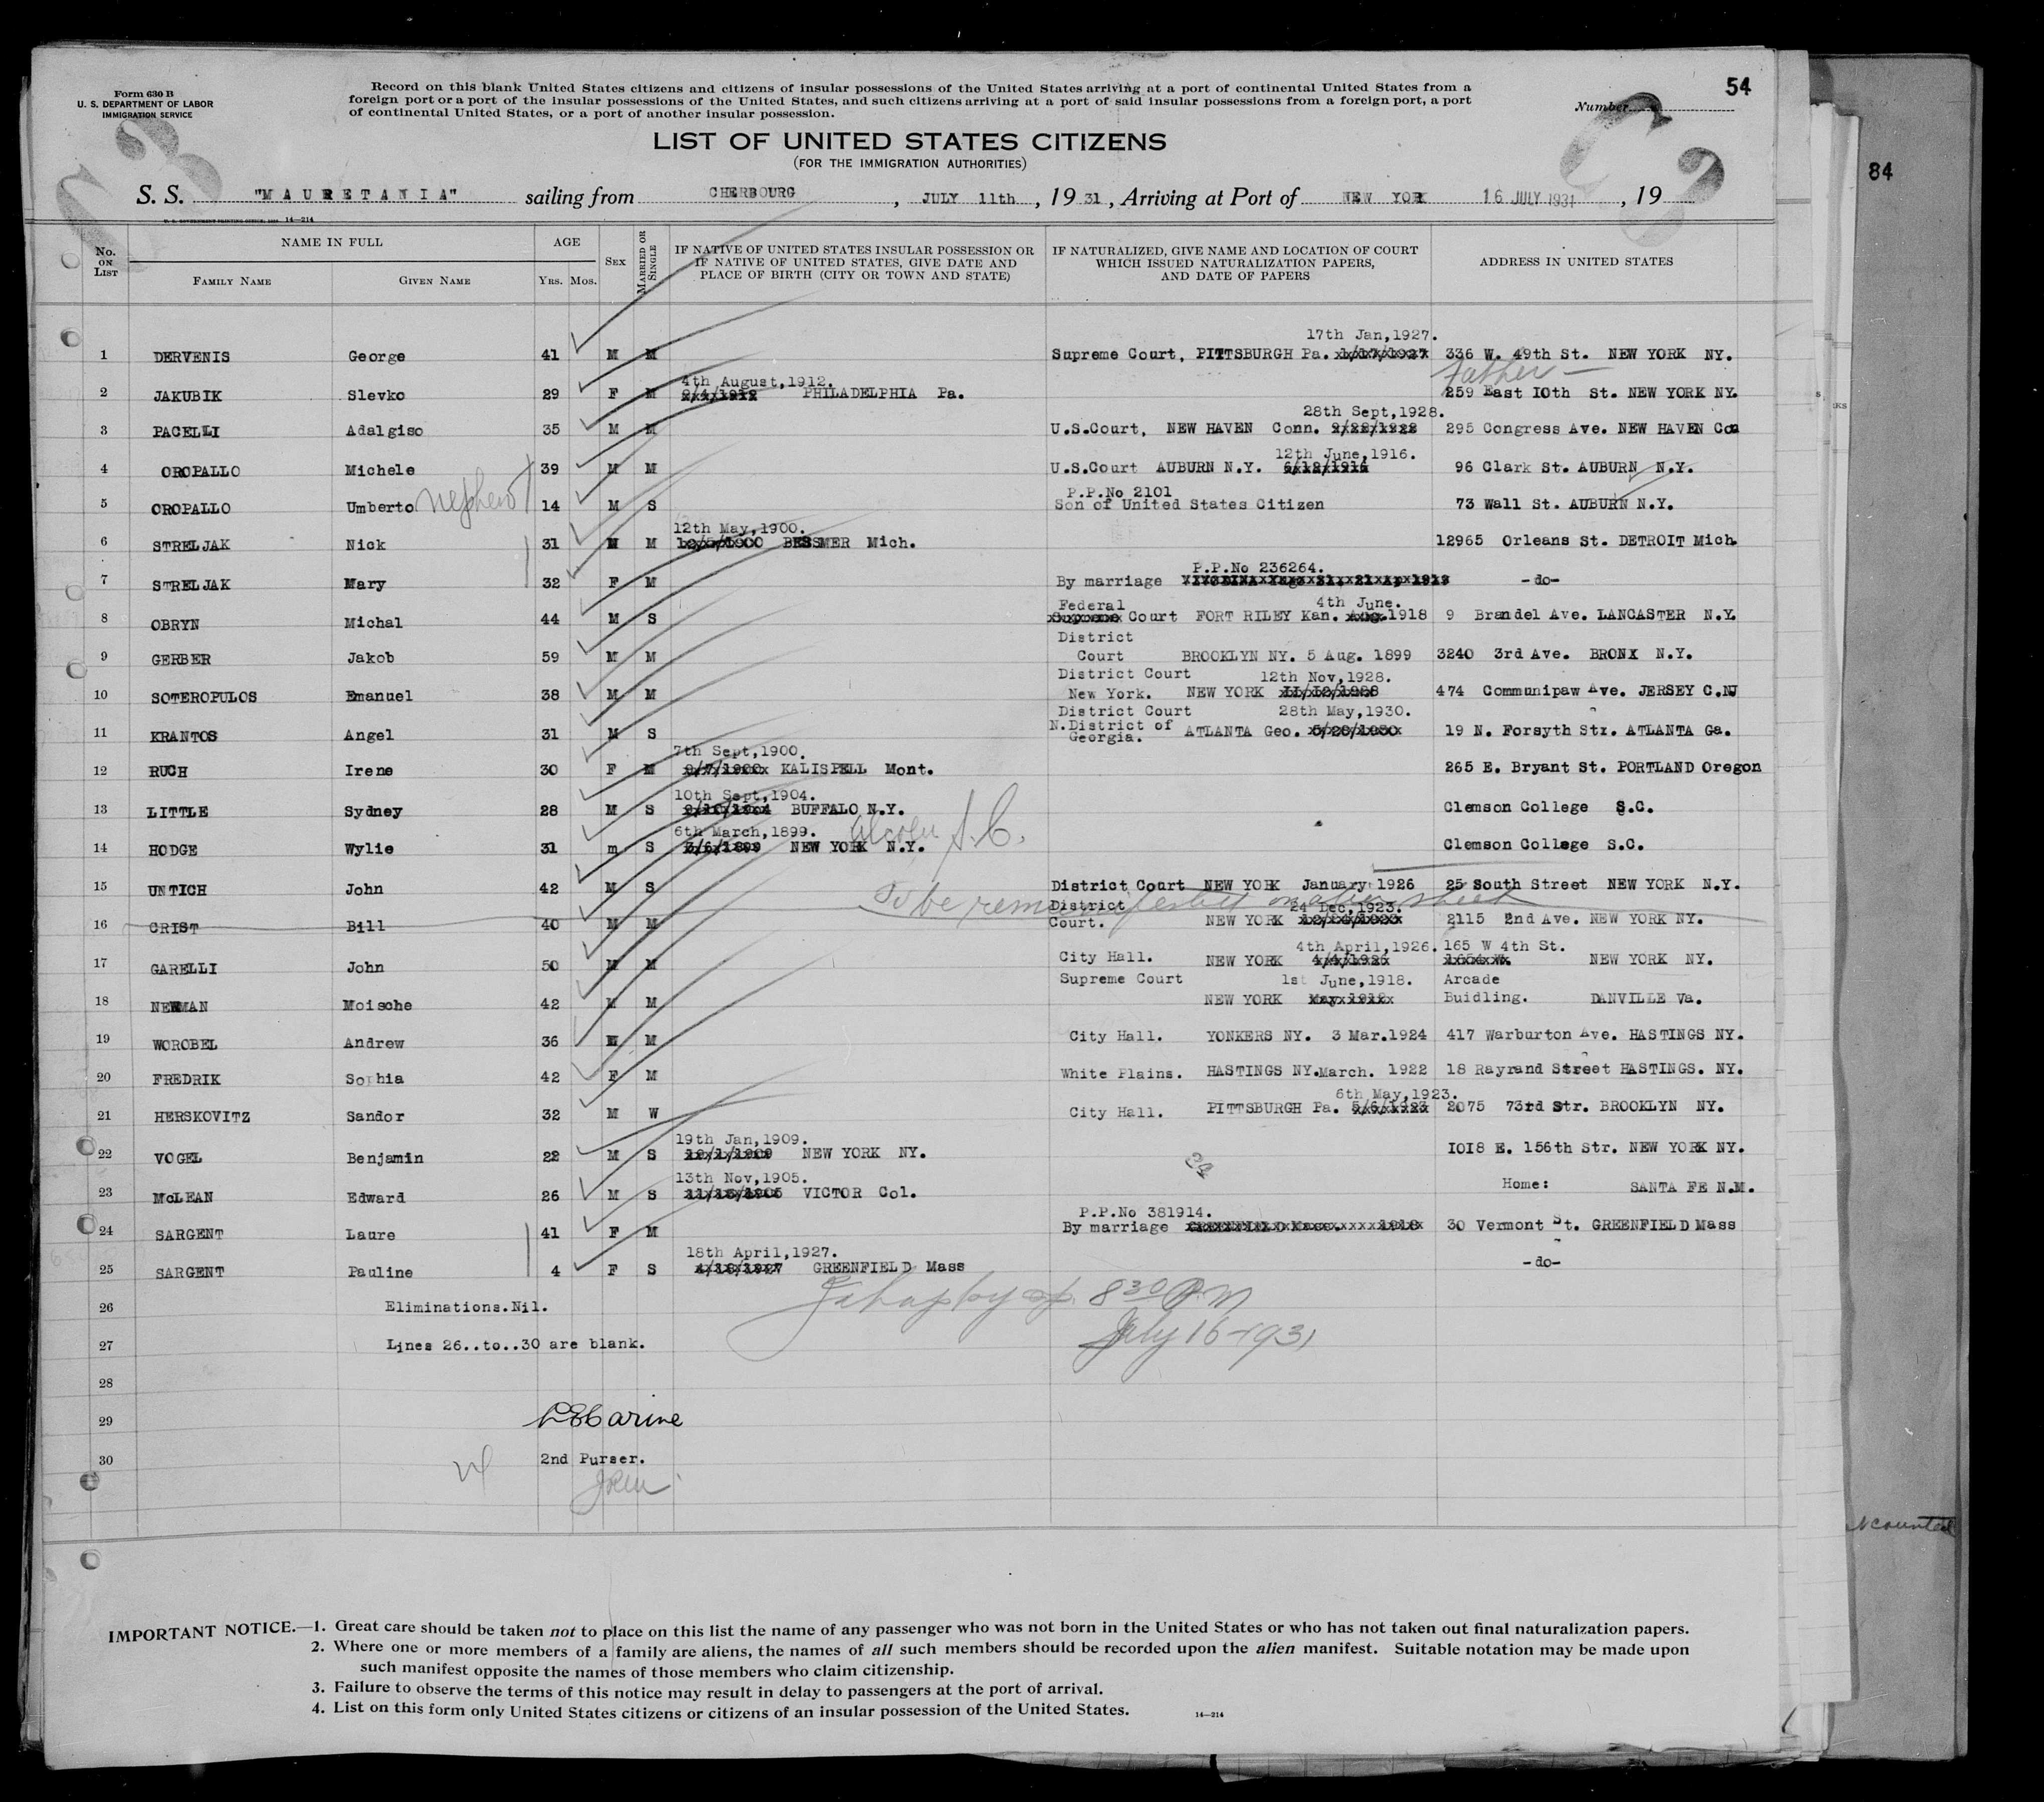 54
84
Form 630 B
U. S. DEPARTMENT OF LABOR
IMMIGRATION SERVICE
Record on this blank United States citizens and citizens of insular possessions of the United States arriving at a port of continental United States from a
foreign port or a port of the insular possessions of the United States, and such citizens arriving at a port of said insular possessions from a foreign port, a port
of continental United States, or a port of another insular possession.
Number
LIST OF UNITED STATES CITIZENS
(FOR THE IMMIGRATION AUTHORITIES)
S. S. "MAURETANIA" sailing from CHERBOURG, JULY 11th, 1931, Arriving at Port of NEW YORK 16 JULY 1931, 19
14—214
No. ON LIST
NAME IN FULL
FAMILY NAME
GIVEN NAME
AGE
YRS. MOS.
SEX
MARRIED OR SINGLE
IF NATIVE OF UNITED STATES INSULAR POSSESSION OR
IF NATIVE OF UNITED STATES, GIVE DATE AND
PLACE OF BIRTH (CITY OR TOWN AND STATE)
IF NATURALIZED, GIVE NAME AND LOCATION OF COURT
WHICH ISSUED NATURALIZATION PAPERS,
AND DATE OF PAPERS
ADDRESS IN UNITED STATES
17th Jan,1927.
1 DERVENIS George 41 M M Supreme Court, PITTSBURGH Pa. 336 W. 49th St. NEW YORK NY.
4th August,1912. Father —
2 JAKUBIK Slevko 29 F M PHILADELPHIA Pa. 259 East 10th St. NEW YORK NY.
28th Sept,1928.
3 PACELLI Adalgiso 35 M M U.S.Court, NEW HAVEN Conn. 295 Congress Ave. NEW HAVEN Con
12th June,1916.
4 OROPALLO Michele 39 M M U.S.Court AUBURN N.Y. 96 Clark St. AUBURN N.Y.
P.P.No 2101
5 OROPALLO Umberto nephew 14 M S Son of United States Citizen 73 Wall St. AUBURN N.Y.
12th May,1900.
6 STRELJAK Nick 31 M M BESSMER Mich. 12965 Orleans St. DETROIT Mich.
P.P.No 236264.
7 STRELJAK Mary 32 F M By marriage -do-
Federal 4th June.
8 OBRYN Michal 44 M S Court FORT RILEY Kan. 1918 9 Brandel Ave. LANCASTER N.Y.
District
9 GERBER Jakob 59 M M Court BROOKLYN NY. 5 Aug. 1899 3240 3rd Ave. BRONX N.Y.
District Court 12th Nov,1928.
10 SOTEROPULOS Emanuel 38 M M New York. NEW YORK 474 Communipaw Ave. JERSEY C.NJ
District Court 28th May,1930.
11 KRANTOS Angel 31 M S N.District of Georgia. ATLANTA Geo. 19 N. Forsyth Str. ATLANTA Ga.
7th Sept,1900.
12 RUCH Irene 30 F M KALISPELL Mont. 265 E. Bryant St. PORTLAND Oregon
10th Sept,1904.
13 LITTLE Sydney 28 M S BUFFALO N.Y. Clemson College S.C.
6th March,1899. S.C.
14 HODGE Wylie 31 m S NEW YORK N.Y. Clemson College S.C.
15 UNTICH John 42 M S District Court NEW YORK January 1926 25 South Street NEW YORK N.Y.
To be remanifested on alien sheet
District 24 Dec,1923.
16 CRIST Bill 40 M M Court. NEW YORK 2115 2nd Ave. NEW YORK NY.
4th April,1926. 165 W 4th St.
17 GARELLI John 50 M M City Hall. NEW YORK NEW YORK NY.
Supreme Court 1st June,1918. Arcade
18 NEWMAN Moische 42 M M NEW YORK Buidling. DANVILLE Va.
19 WOROBEL Andrew 36 M M City Hall. YONKERS NY. 3 Mar.1924 417 Warburton Ave. HASTINGS NY.
20 FREDRIK Sophia 42 F M White Plains. HASTINGS NY.March. 1922 18 Rayrand Street HASTINGS. NY.
6th May,1923.
21 HERSKOVITZ Sandor 32 M W City Hall. PITTSBURGH Pa. 2075 73rd Str. BROOKLYN NY.
19th Jan,1909.
22 VOGEL Benjamin 22 M S NEW YORK NY. 1018 E. 156th Str. NEW YORK NY.
24
13th Nov,1905.
23 McLEAN Edward 26 M S VICTOR Col. Home: SANTA FE N.M.
P.P.No 381914.
24 SARGENT Laure 41 F M By marriage 30 Vermont St. GREENFIELD Mass
18th April,1927.
25 SARGENT Pauline 4 F S GREENFIELD Mass -do-
26 Eliminations.Nil.
8 30 PM
27 Lines 26..to..30 are blank.
July 16-1931
28
29
30 2nd Purser.
IMPORTANT NOTICE.—1. Great care should be taken not to place on this list the name of any passenger who was not born in the United States or who has not taken out final naturalization papers.
2. Where one or more members of a family are aliens, the names of all such members should be recorded upon the alien manifest. Suitable notation may be made upon
such manifest opposite the names of those members who claim citizenship.
3. Failure to observe the terms of this notice may result in delay to passengers at the port of arrival.
4. List on this form only United States citizens or citizens of an insular possession of the United States.
14—214